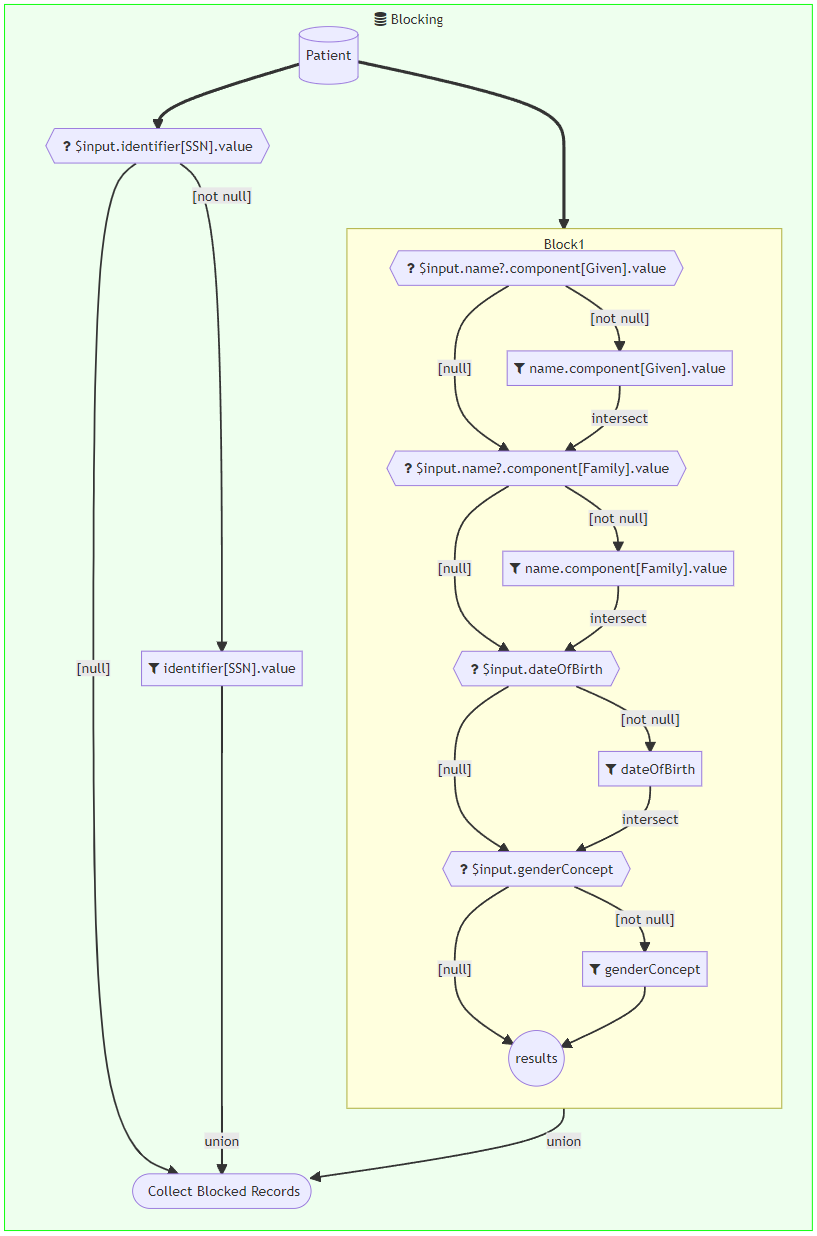 Blocking
Patient
? $input.identifier[SSN].value
[not null]
Block1
? $input.name?.component[Given].value
[not null]
[null]
name.component[Given].value
intersect
? $input.name?.component[Family].value
[not null]
[null]
name.component[Family].value
intersect
[null]
identifier[SSN].value
? $input.dateOfBirth
[not null]
[null]
dateOfBirth
intersect
? $input.genderConcept
[not null]
[null]
genderConcept
results
union
union
Collect Blocked Records